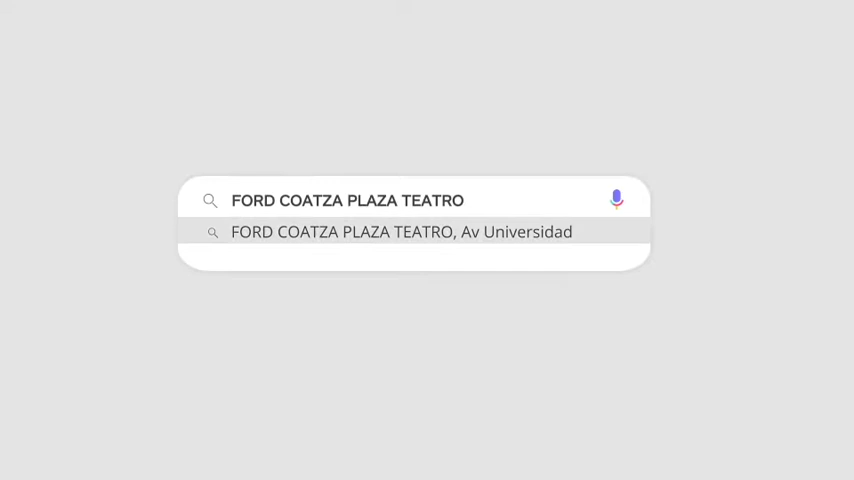 FORD COATZA PLAZA TEATRO
FORD COATZA PLAZA TEATRO, Av Universidad